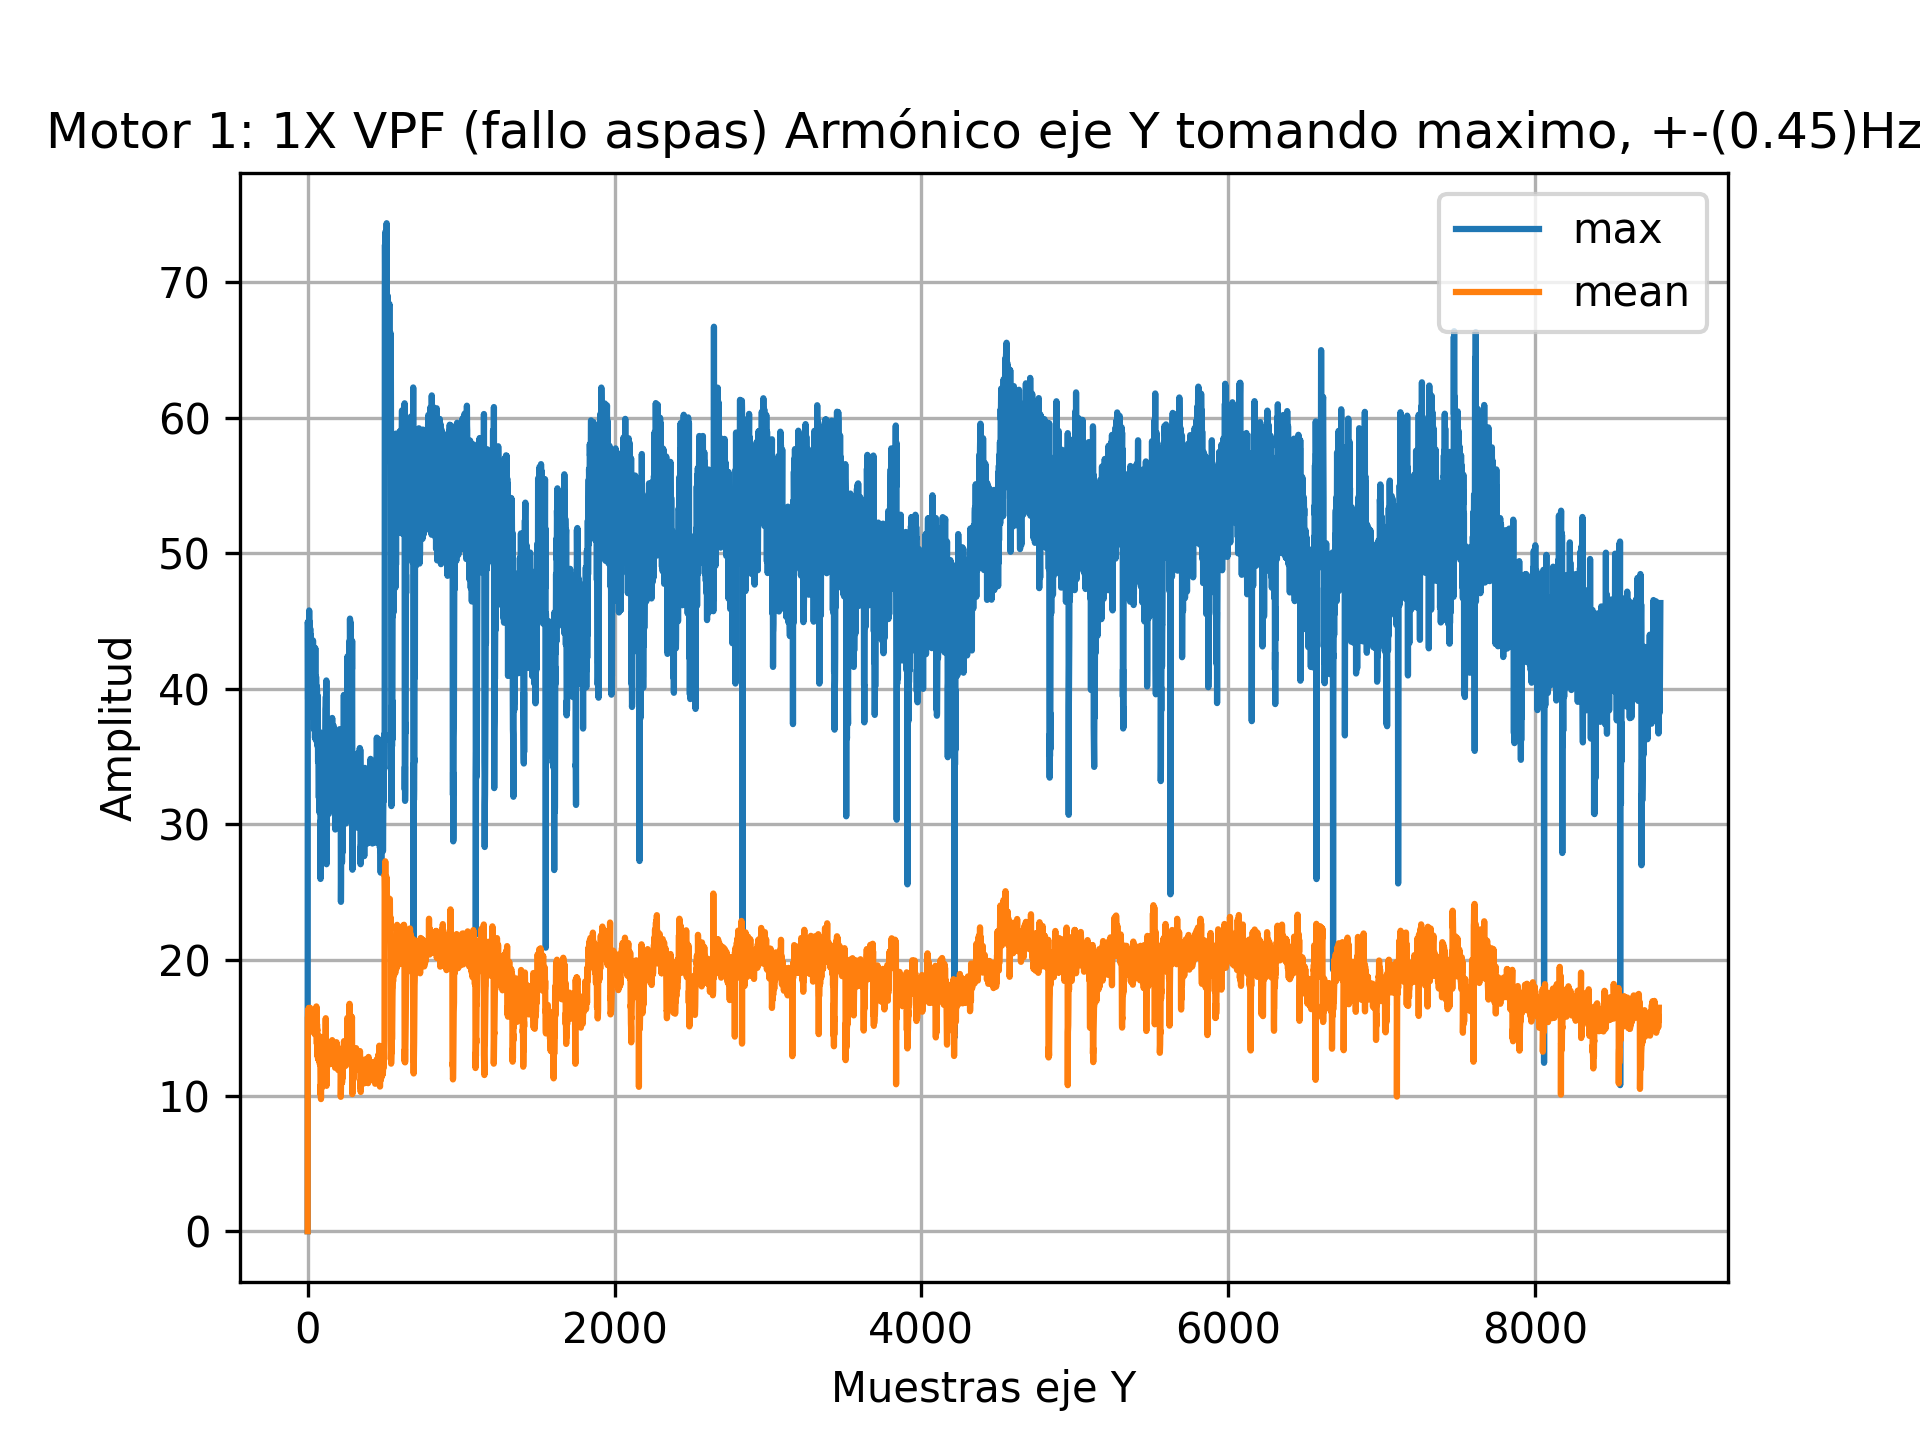 Motor 1: 1X VPF (fallo aspas) Armónico eje Y tomando maximo, +-(0.45)Hz
max
mean
70
60
50
40
30
20
10
0
Amplitud
0 2000 4000 6000 8000
Muestras eje Y